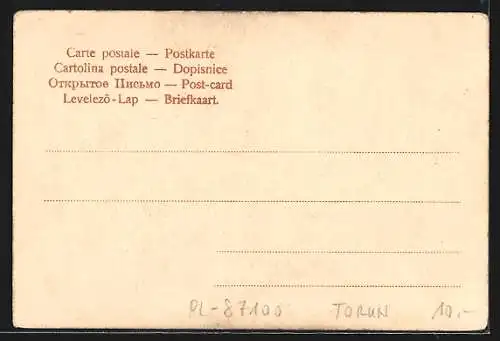 Carte postale — Postkarte
Cartolina postale — Dopisnice
Открытое Письмо — Post-card
Levelező-Lap — Briefkaart.
PL-87100 TORUN 10.-